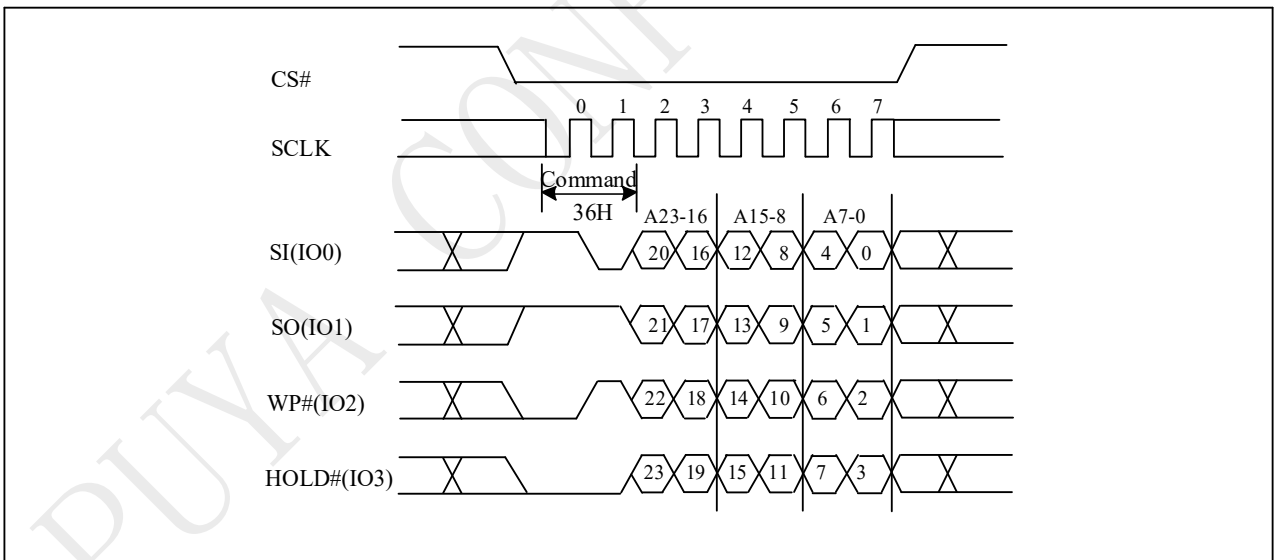 CS#
0 1 2 3 4 5 6 7
SCLK
Command
36H
A23-16 A15-8 A7-0
SI(IO0) 20 16 12 8 4 0
SO(IO1) 21 17 13 9 5 1
WP#(IO2) 22 18 14 10 6 2
HOLD#(IO3) 23 19 15 11 7 3
PUYA CONF